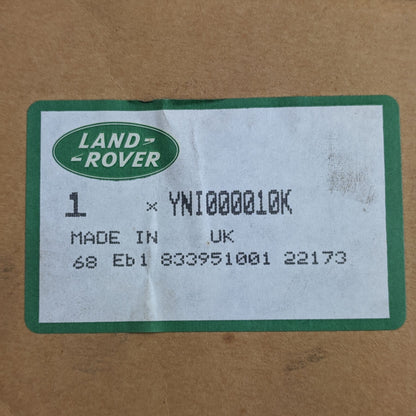 LAND-
-ROVER
1 × YNI000010K
MADE IN UK
68 Eb1 833951001 22173